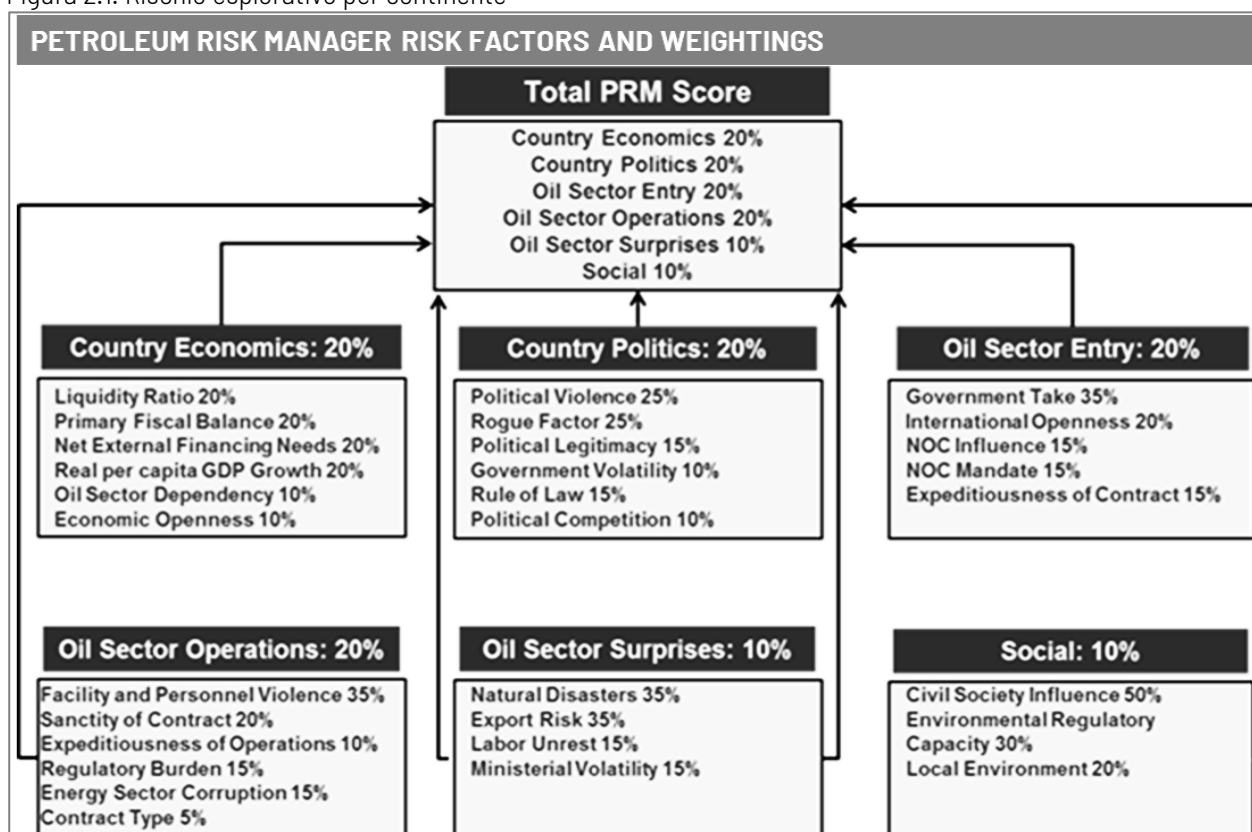 Figura 2.1. Rischio esplorativo per continente
PETROLEUM RISK MANAGER RISK FACTORS AND WEIGHTINGS
Total PRM Score
Country Economics 20%
Country Politics 20%
Oil Sector Entry 20%
Oil Sector Operations 20%
Oil Sector Surprises 10%
Social 10%
Country Economics: 20%
Liquidity Ratio 20%
Primary Fiscal Balance 20%
Net External Financing Needs 20%
Real per capita GDP Growth 20%
Oil Sector Dependency 10%
Economic Openness 10%
Country Politics: 20%
Political Violence 25%
Rogue Factor 25%
Political Legitimacy 15%
Government Volatility 10%
Rule of Law 15%
Political Competition 10%
Oil Sector Entry: 20%
Government Take 35%
International Openness 20%
NOC Influence 15%
NOC Mandate 15%
Expeditiousness of Contract 15%
Oil Sector Operations: 20%
Facility and Personnel Violence 35%
Sanctity of Contract 20%
Expeditiousness of Operations 10%
Regulatory Burden 15%
Energy Sector Corruption 15%
Contract Type 5%
Oil Sector Surprises: 10%
Natural Disasters 35%
Export Risk 35%
Labor Unrest 15%
Ministerial Volatility 15%
Social: 10%
Civil Society Influence 50%
Environmental Regulatory
Capacity 30%
Local Environment 20%